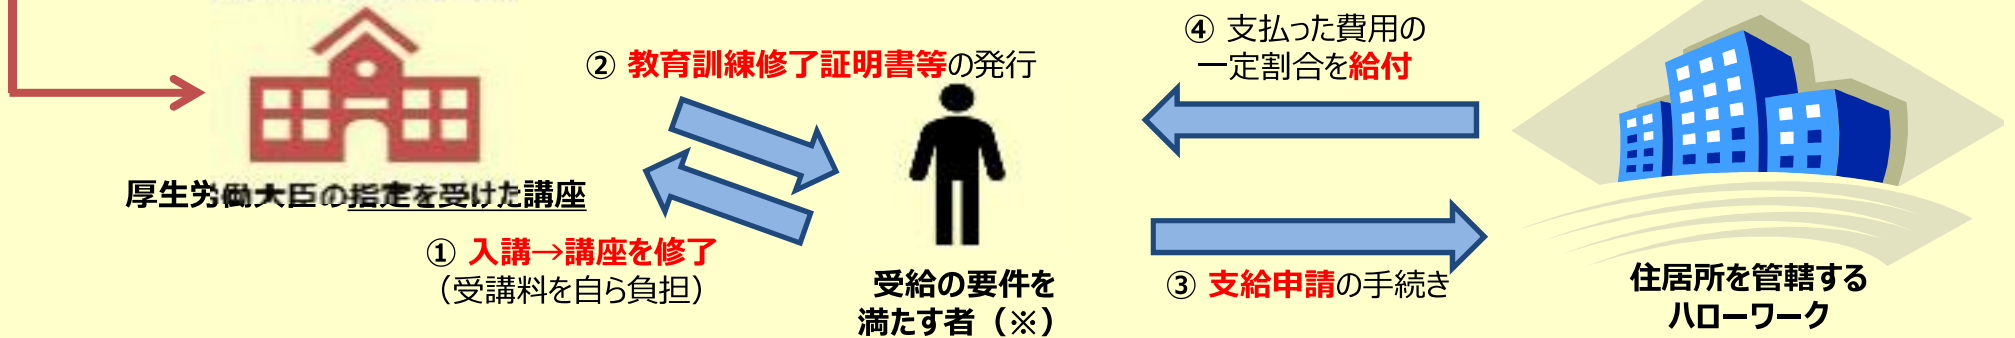 ④ 支払った費用の
一定割合を給付
② 教育訓練修了証明書等の発行
厚生労働大臣の指定を受けた講座
① 入講→講座を修了
（受講料を自ら負担）
受給の要件を
満たす者（※）
③ 支給申請の手続き
住居所を管轄する
ハローワーク